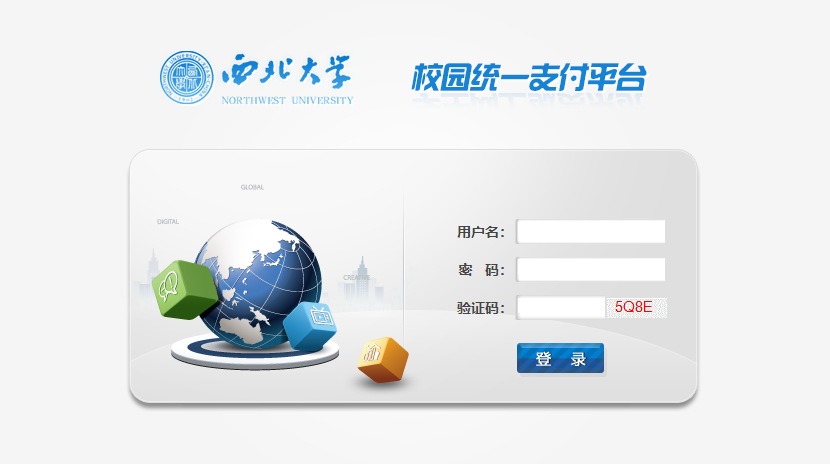 西北大学
NORTHWEST UNIVERSITY
校园统一支付平台
GLOBAL
DIGITAL
CREATIVE
用户名：
密 码：
验证码：
5Q8E
登 录